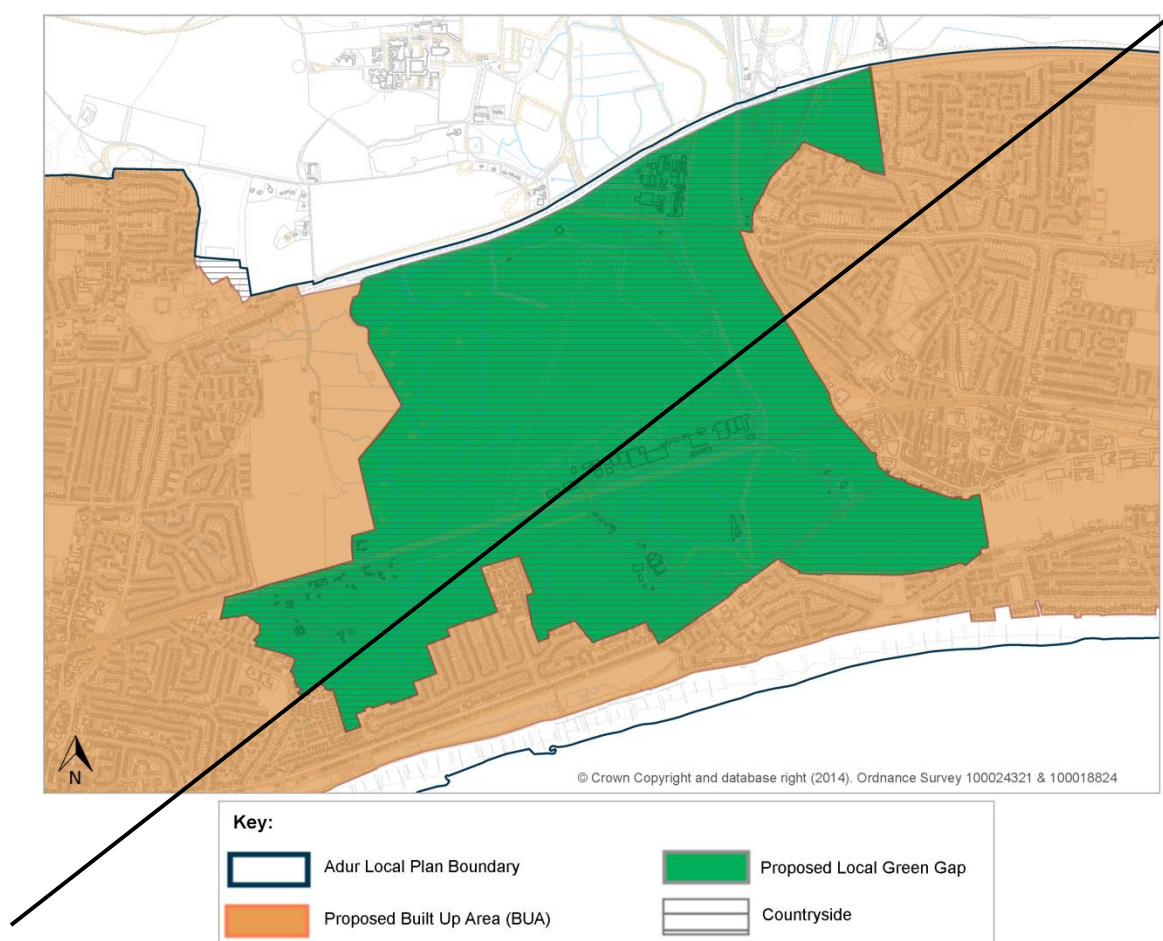 N
© Crown Copyright and database right (2014). Ordnance Survey 100024321 & 100018824
Key:
Adur Local Plan Boundary
Proposed Local Green Gap
Proposed Built Up Area (BUA)
Countryside